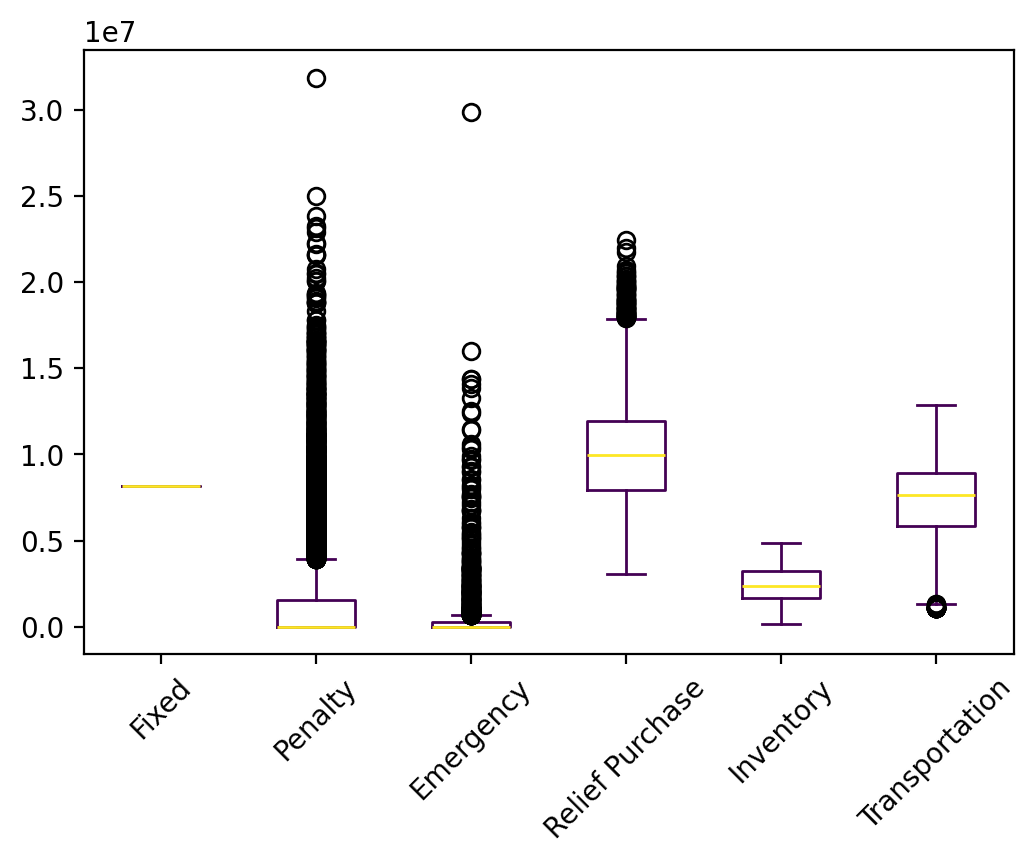 1e7
3.0
2.5
2.0
1.5
1.0
0.5
0.0
Fixed
Penalty
Emergency
Relief Purchase
Inventory
Transportation